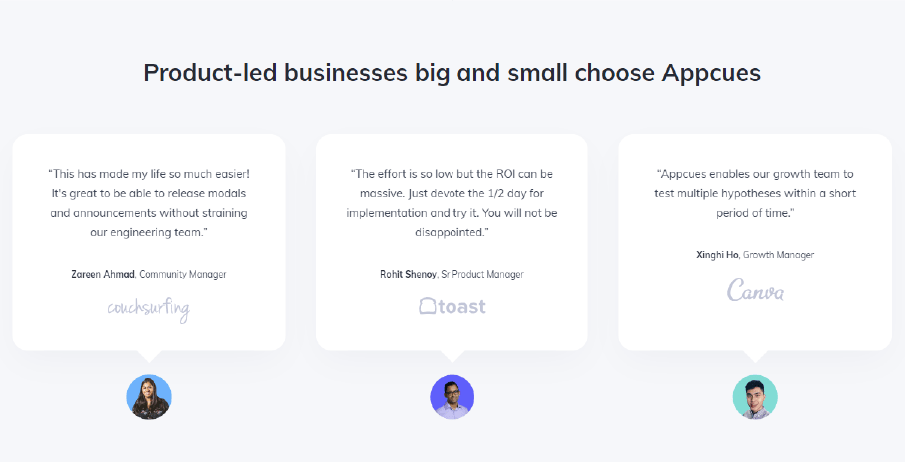 Product-led businesses big and small choose Appcues
“This has made my life so much easier!
It's great to be able to release modals
and announcements without straining
our engineering team.”
Zareen Ahmad, Community Manager
couchsurfing
“The effort is so low but the ROI can be
massive. Just devote the 1/2 day for
implementation and try it. You will not be
disappointed.”
Rohit Shenoy, Sr Product Manager
toast
“Appcues enables our growth team to
test multiple hypotheses within a short
period of time.”
Xinghi Ho, Growth Manager
Canva